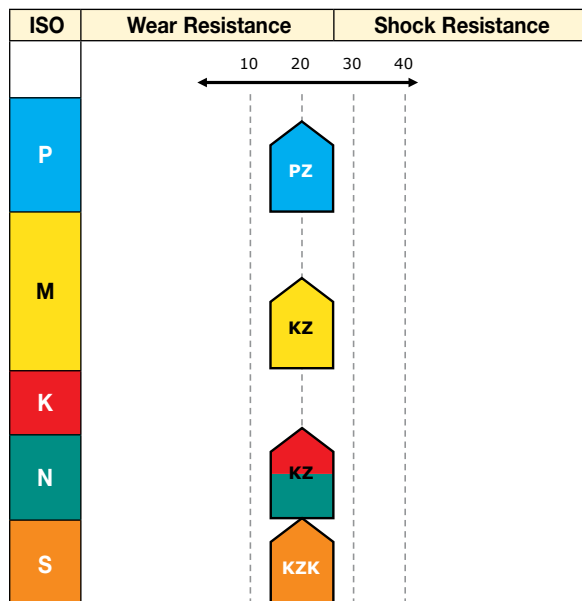 ISO Wear Resistance Shock Resistance
10 20 30 40
P PZ
M KZ
K
N KZ
S KZK